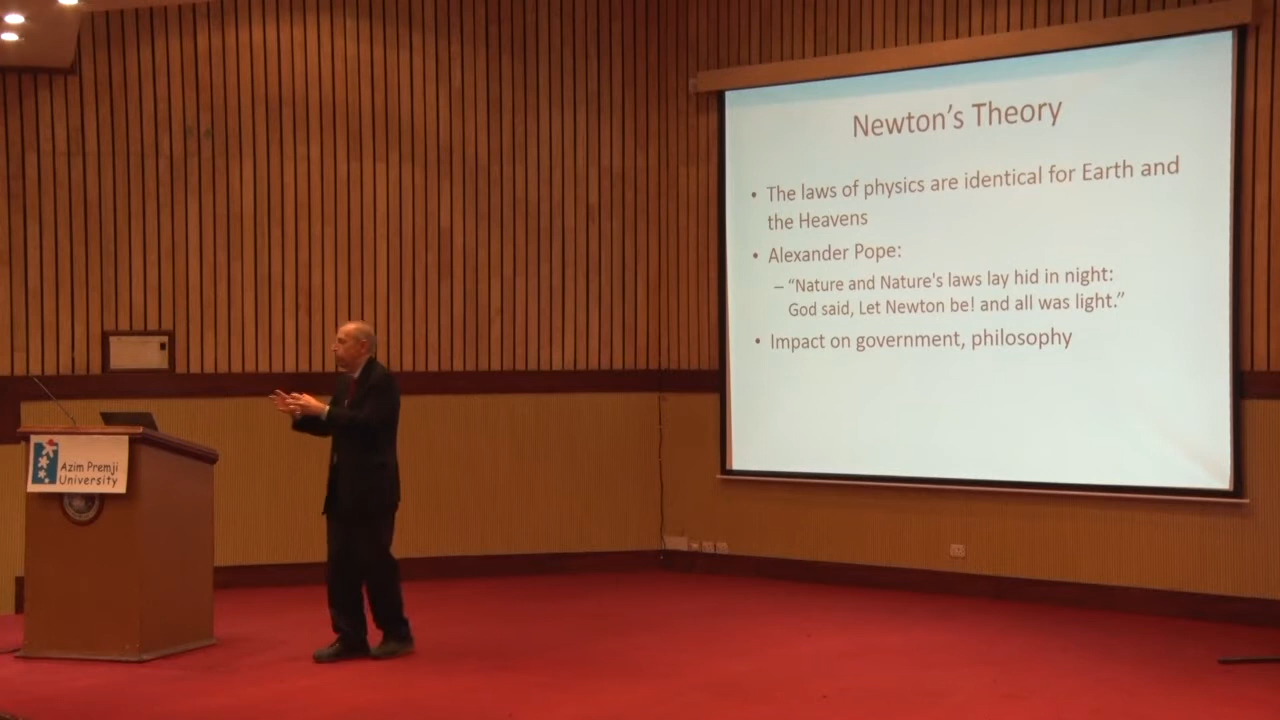 Newton's Theory
• The laws of physics are identical for Earth and
the Heavens
• Alexander Pope:
– “Nature and Nature's laws lay hid in night:
God said, Let Newton be! and all was light.”
• Impact on government, philosophy
Azim Premji
University